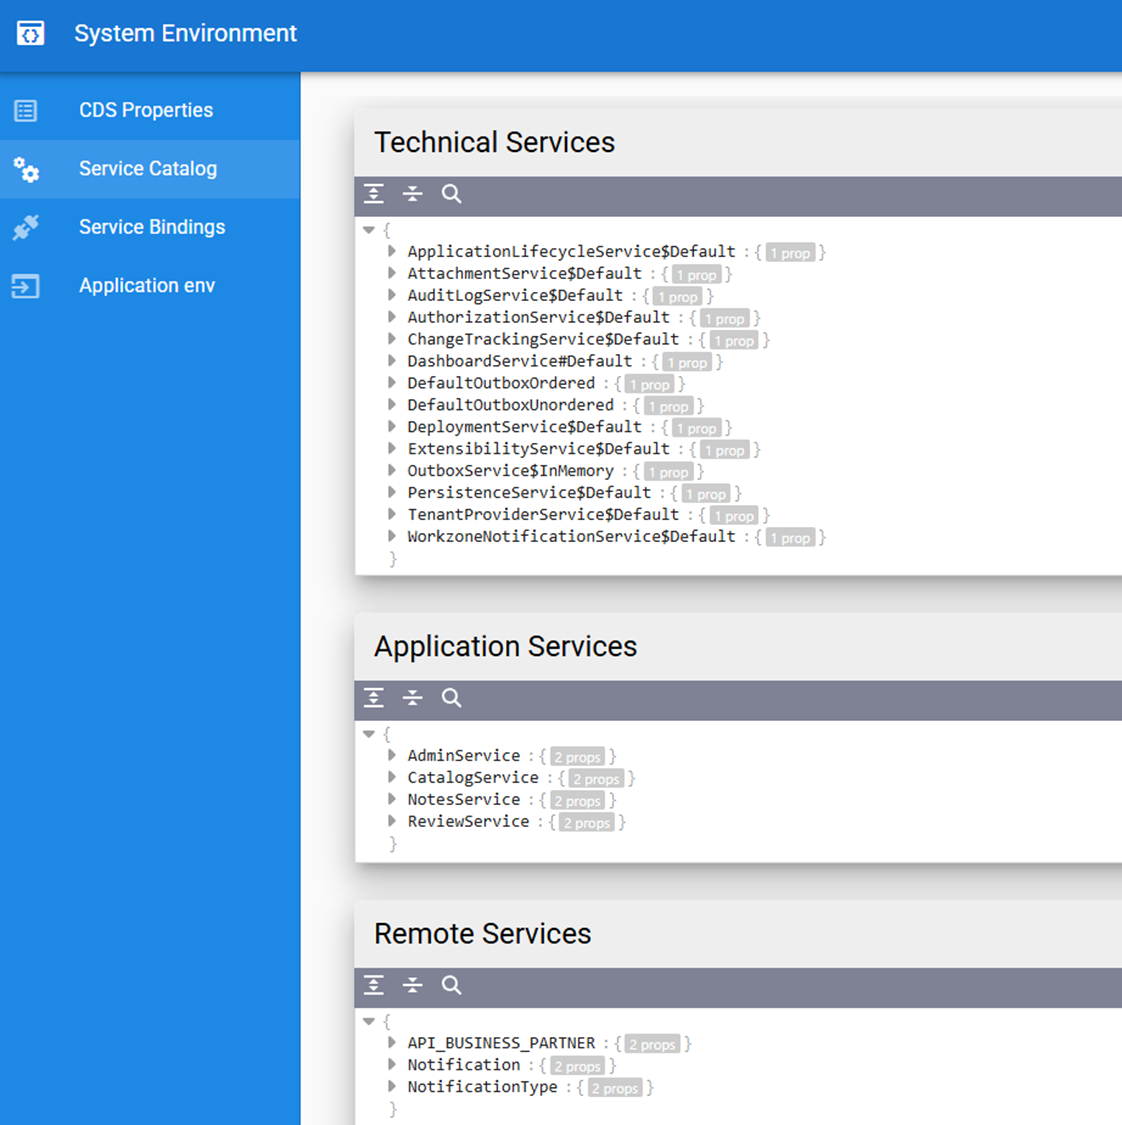 System Environment
CDS Properties
Service Catalog
Service Bindings
Application env
Technical Services
{
ApplicationLifecycleService$Default : { 1 prop }
AttachmentService$Default : { 1 prop }
AuditLogService$Default : { 1 prop }
AuthorizationService$Default : { 1 prop }
ChangeTrackingService$Default : { 1 prop }
DashboardService#Default : { 1 prop }
DefaultOutboxOrdered : { 1 prop }
DefaultOutboxUnordered : { 1 prop }
DeploymentService$Default : { 1 prop }
ExtensibilityService$Default : { 1 prop }
OutboxService$InMemory : { 1 prop }
PersistenceService$Default : { 1 prop }
TenantProviderService$Default : { 1 prop }
WorkzoneNotificationService$Default : { 1 prop }
}
Application Services
{
AdminService : { 2 props }
CatalogService : { 2 props }
NotesService : { 2 props }
ReviewService : { 2 props }
}
Remote Services
{
API_BUSINESS_PARTNER : { 2 props }
Notification : { 2 props }
NotificationType : { 2 props }
}